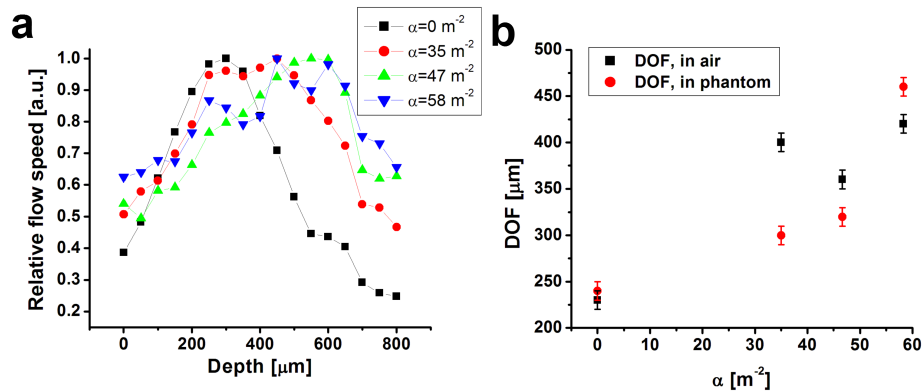 a
α=0 m-2
α=35 m-2
α=47 m-2
α=58 m-2
Relative flow speed [a.u.]
1.0
0.9
0.8
0.7
0.6
0.5
0.4
0.3
0.2
0 200 400 600 800
Depth [μm]
b
DOF, in air
DOF, in phantom
DOF [μm]
500
450
400
350
300
250
200
0 10 20 30 40 50 60
α [m-2]